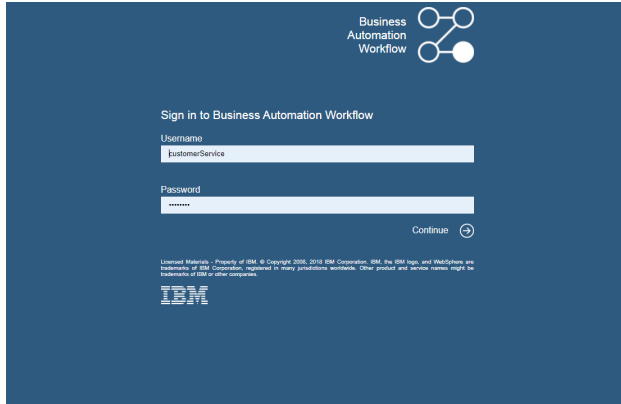 Business
Automation
Workflow
Sign in to Business Automation Workflow
Username
customerService
Password
••••••••
Continue
Licensed Materials - Property of IBM. © Copyright 2008, 2018 IBM Corporation. IBM, the IBM logo, and WebSphere are
trademarks of IBM Corporation, registered in many jurisdictions worldwide. Other product and service names might be
trademarks of IBM or other companies.
IBM